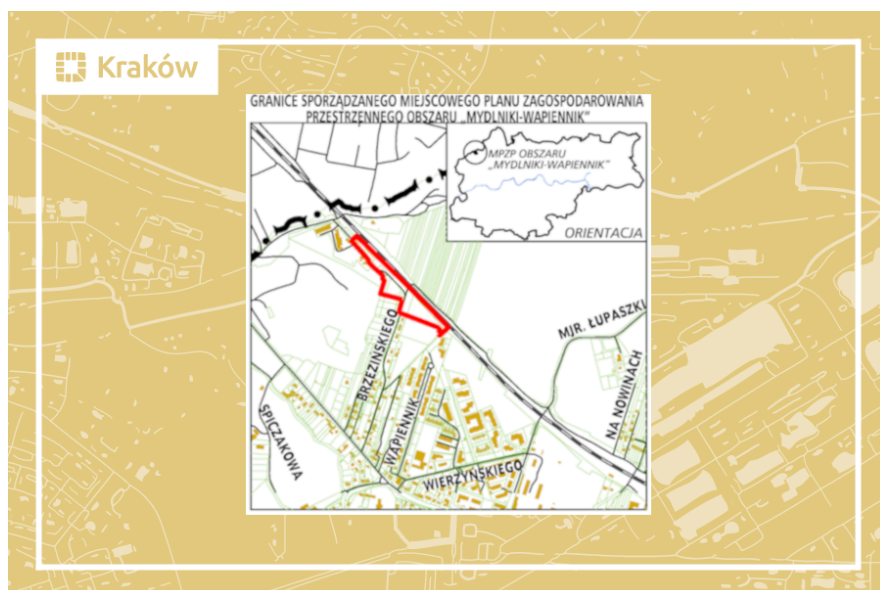 Kraków
GRANICE SPORZĄDZANEGO MIEJSCOWEGO PLANU ZAGOSPODAROWANIA
PRZESTRZENNEGO OBSZARU „MYDLNIKI-WAPIENNIK”
MPZP OBSZARU
„MYDLNIKI-WAPIENNIK”
ORIENTACJA
MJR. ŁUPASZKI
BRZEZIŃSKIEGO
NA NOWINACH
SPICZAKOWA
WAPIENNIK
WIERZYŃSKIEGO